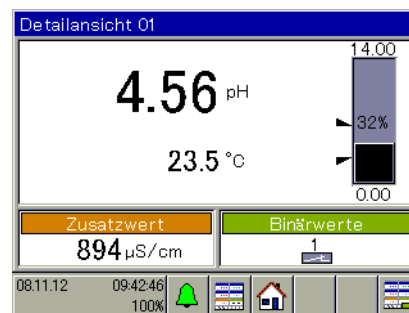 Detailansicht 01
14.00
4.56 pH
32%
23.5 °C
0.00
Zusatzwert
Binärwerte
894 µS/cm
1
08.11.12 09:42:46
100%